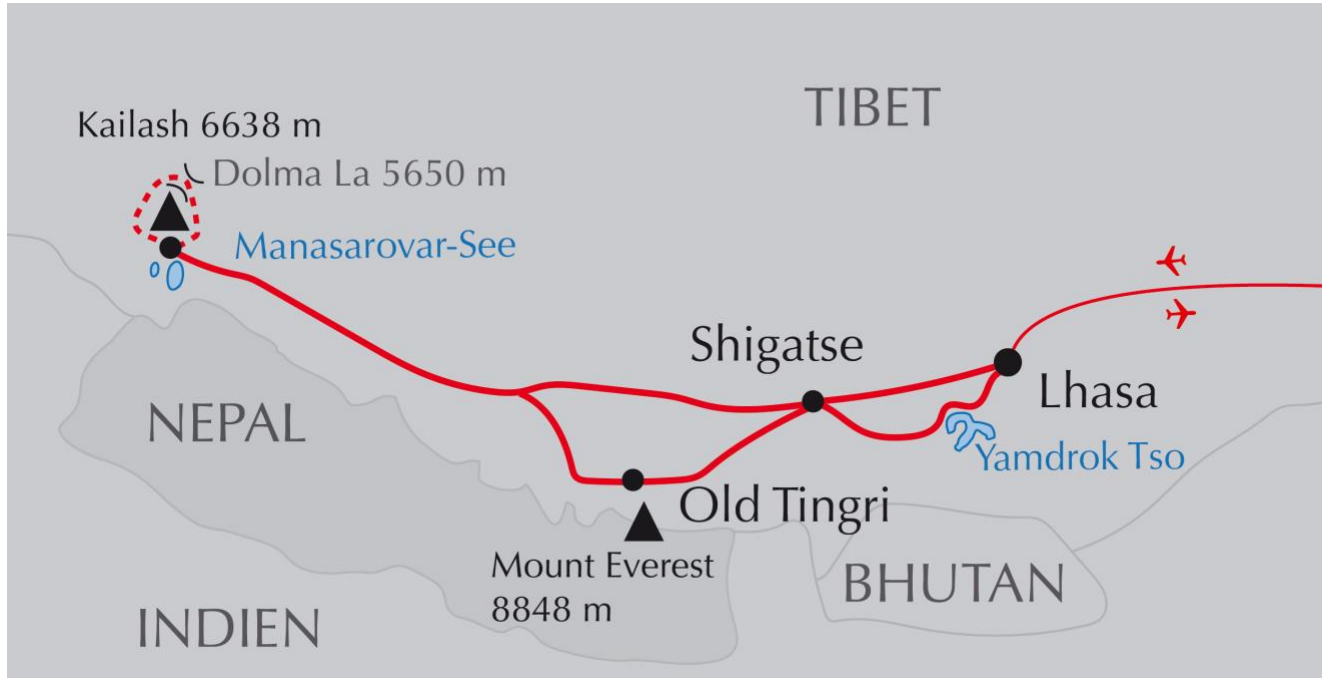 TIBET
Kailash 6638 m
Dolma La 5650 m
Manasarovar-See
Shigatse
Lhasa
NEPAL
Yamdrok Tso
Old Tingri
Mount Everest
8848 m
BHUTAN
INDIEN